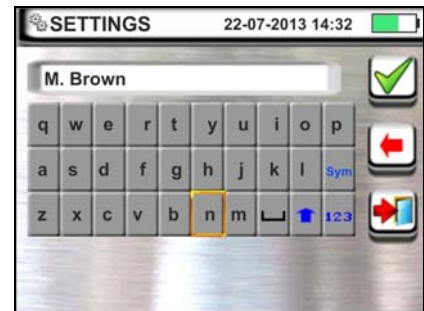 SETTINGS 22-07-2013 14:32
M. Brown
q w e r t y u i o p
a s d f g h j k l Sym
z x c v b n m 123